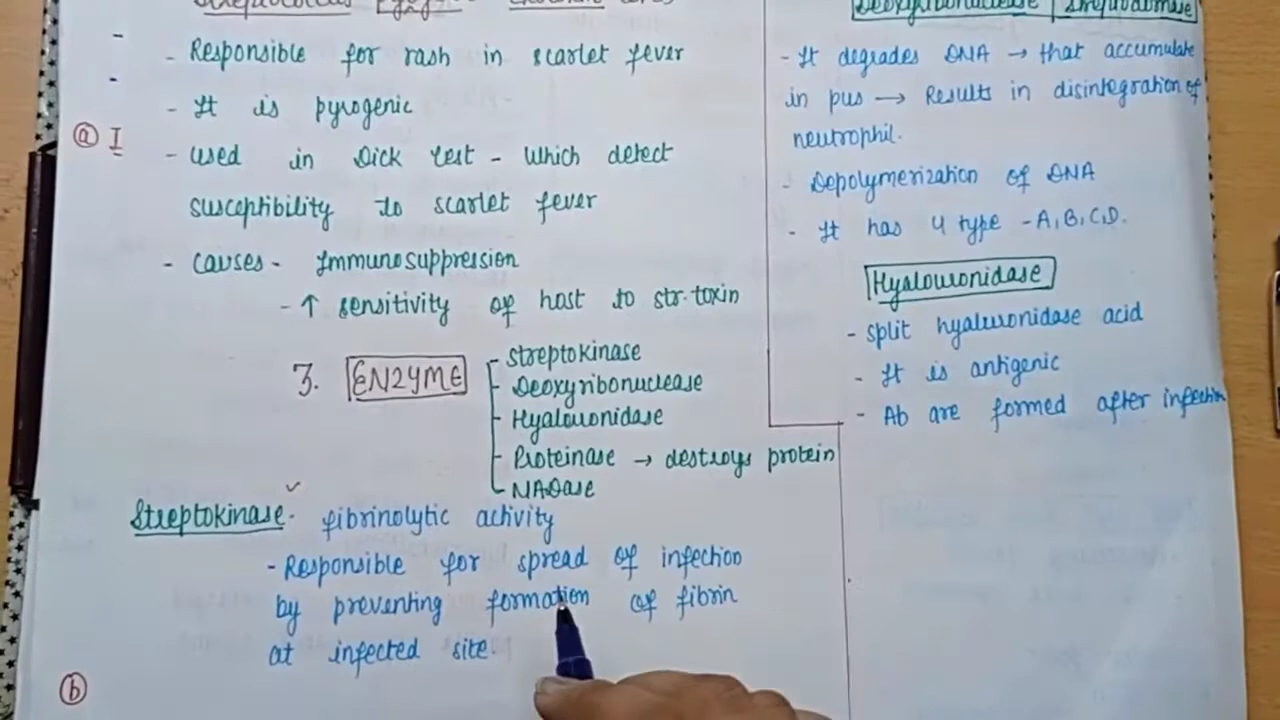 Streptococcus Pyogenic
- Responsible for rash in scarlet fever
- It is pyrogenic
- used in Dick test - which detect
susceptibility to scarlet fever
- causes - Immunosuppression
- ↑ sensitivity of host to str. toxin
(a) I
3. ENZYME
- Streptokinase
- Deoxyribonuclease
- Hyalouronidase
- Proteinase → destroys protein
- NADase
Streptokinase - fibrinolytic activity
- Responsible for spread of infection
by preventing formation of fibrin
at infected site.
(b)
Deoxyribonuclease | Streptodornase
- It degrades DNA → that accumulate
in pus → Results in disintegration of
neutrophil.
- Depolymerization of DNA
- It has 4 type - A, B, C, D.
Hyalouronidase
- split hyaluronidase acid
- It is antigenic
- Ab are formed after infection